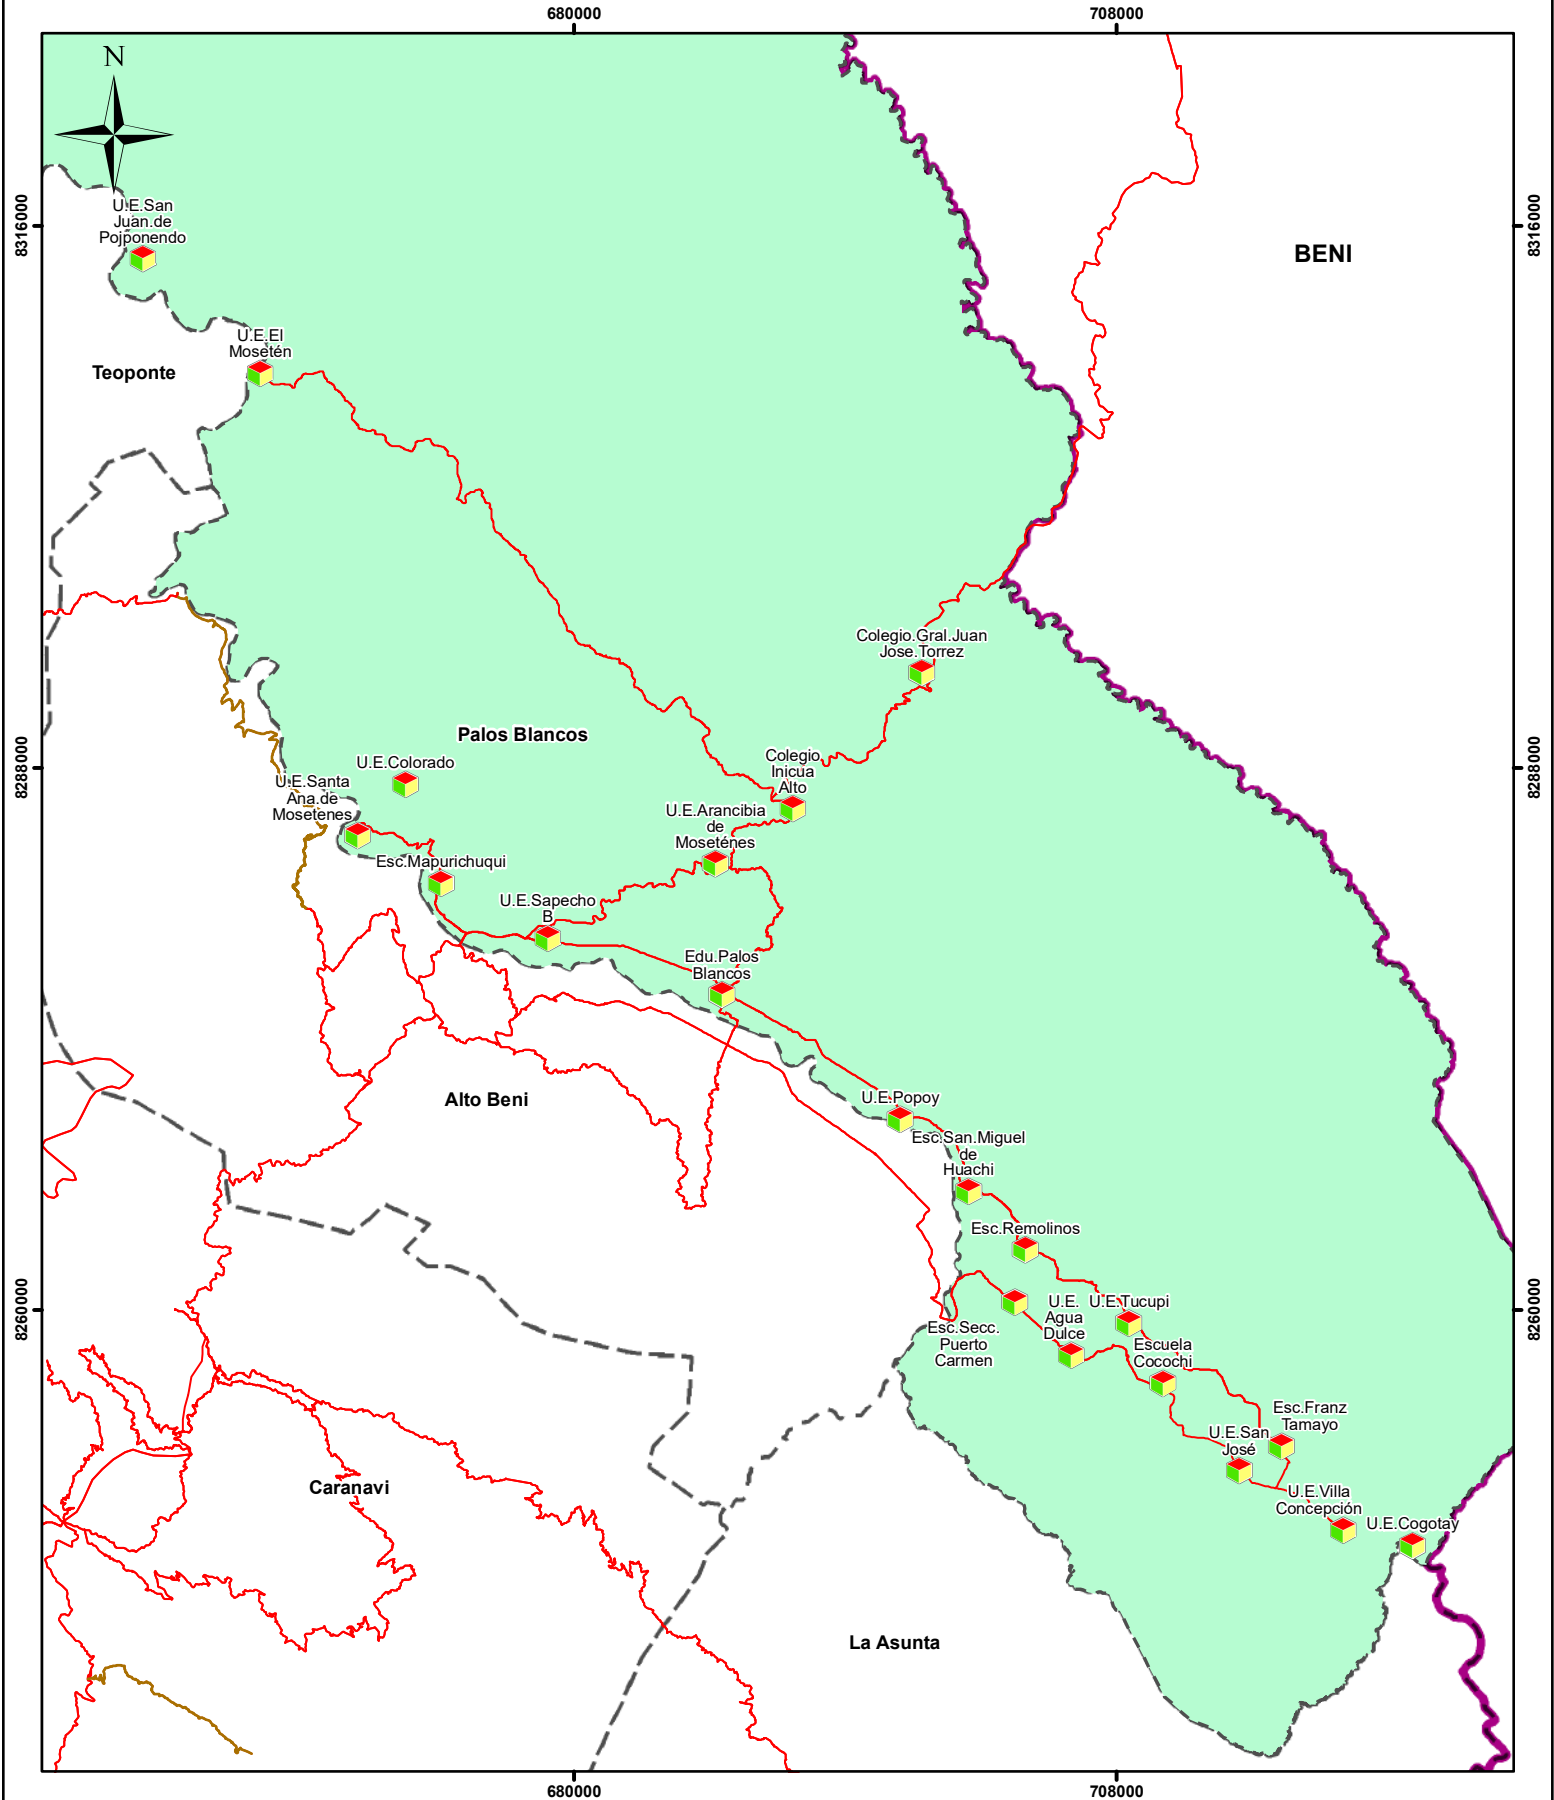 680000
708000
N
U.E.San
Juan.de
Pojponendo
8316000
8316000
BENI
U.E.El
Mosetén
Teoponte
Colegio.Gral.Juan
Jose.Torrez
Palos Blancos
U.E.Colorado
Colegio
Inicua
Alto
8288000
8288000
U.E.Santa
Ana.de
Mosetenes
U.E.Arancibia
de
Moseténes
Esc.Mapurichuqui
U.E.Sapecho
B
Edu.Palos
Blancos
Alto Beni
U.E.Popoy
Esc.San.Miguel
de
Huachi
Esc.Remolinos
8260000
8260000
U.E.
Agua
Dulce
U.E.Tucupi
Esc.Secc.
Puerto
Carmen
Escuela
Cocochi
Esc.Franz
Tamayo
U.E.San
José
Caranavi
U.E.Villa
Concepción
U.E.Cogotay
La Asunta
680000
708000